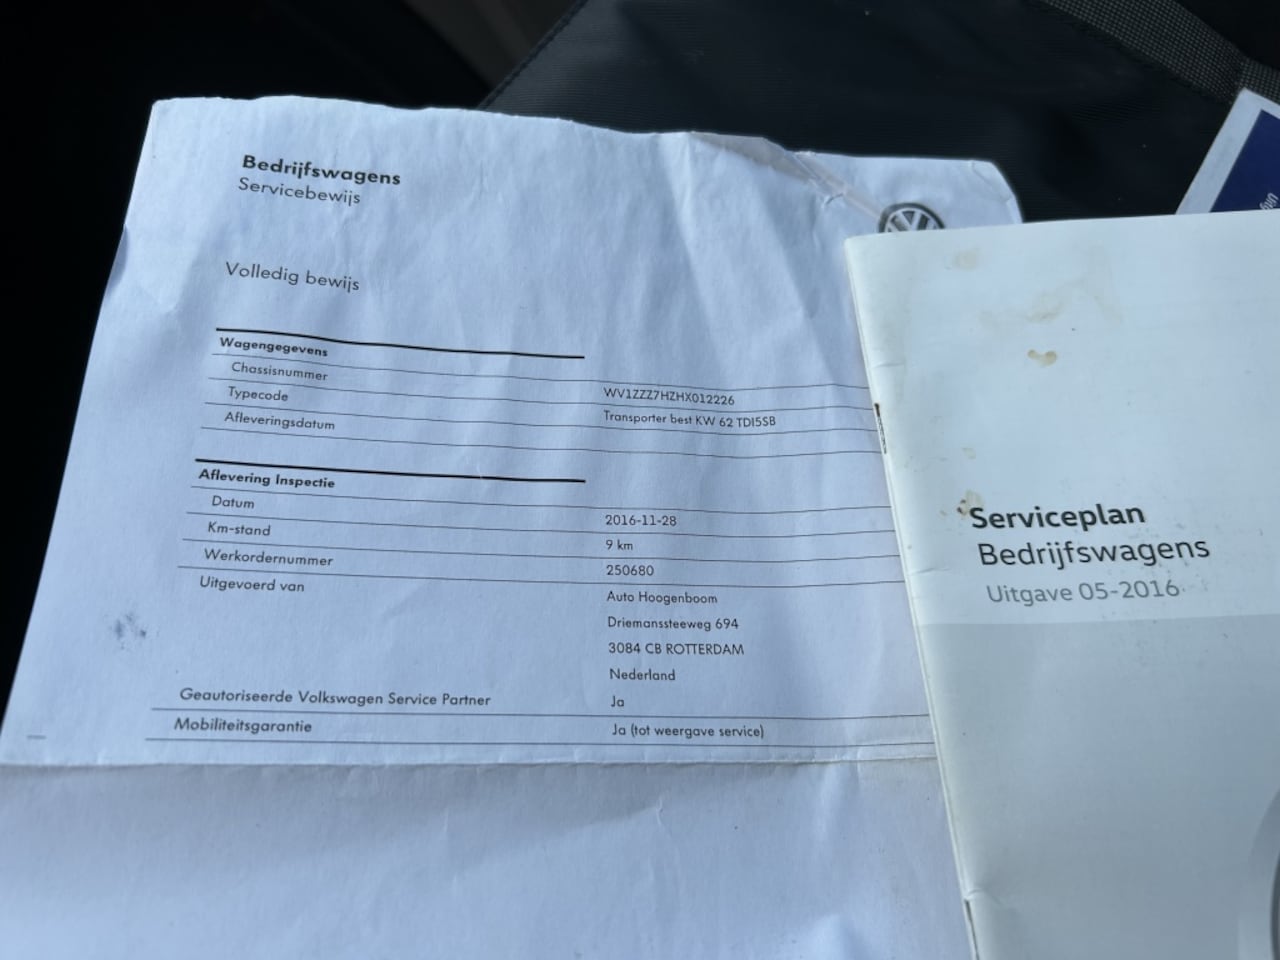 Bedrijfswagens
Servicebewijs
Volledig bewijs
Wagengegevens
Chassisnummer WV1ZZZ7HZHX012226
Typecode Transporter best KW 62 TDI5SB
Afleveringsdatum
Aflevering Inspectie
Datum 2016-11-28
Km-stand 9 km
Werkordernummer 250680
Uitgevoerd van Auto Hoogenboom
Driemanssteeweg 694
3084 CB ROTTERDAM
Nederland
Geautoriseerde Volkswagen Service Partner Ja
Mobiliteitsgarantie Ja (tot weergave service)
Serviceplan
Bedrijfswagens
Uitgave 05-2016